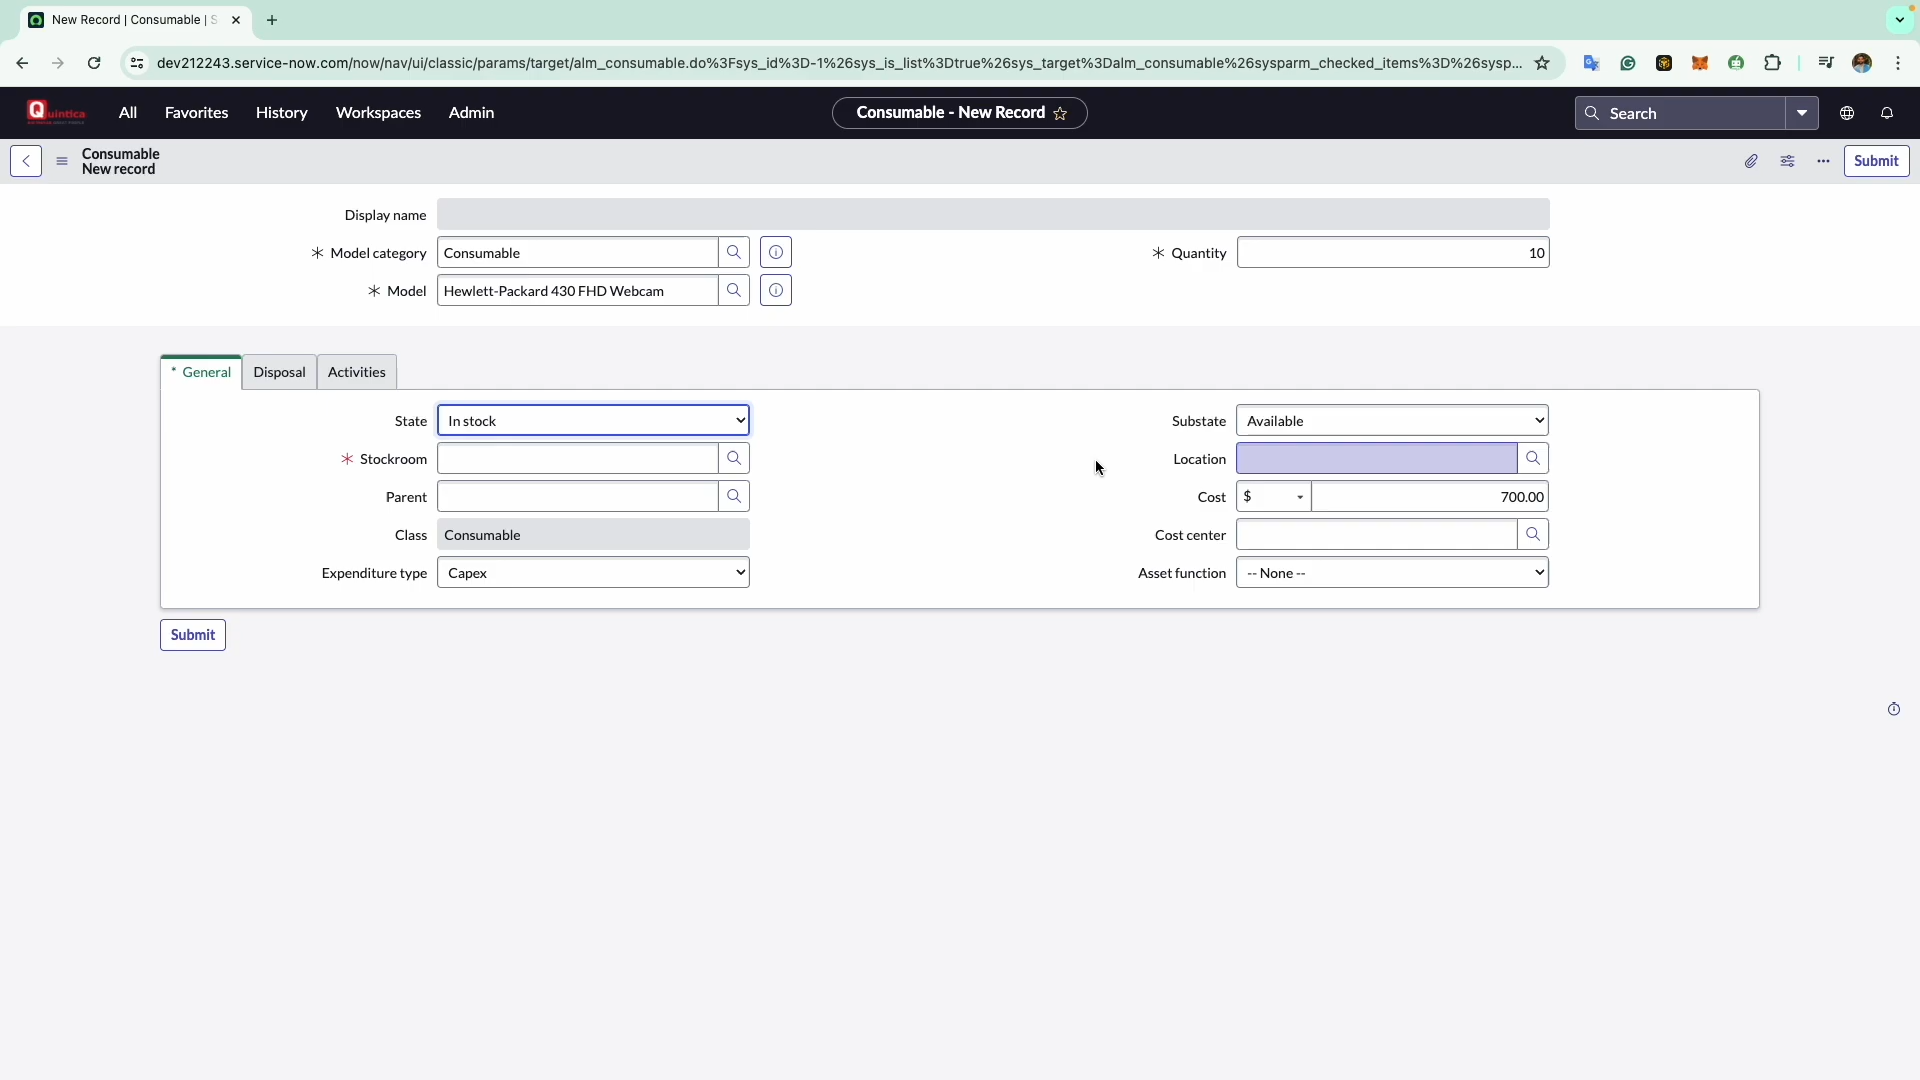 New Record | Consumable | S
dev212243.service-now.com/now/nav/ui/classic/params/target/alm_consumable.do%3Fsys_id%3D-1%26sys_is_list%3Dtrue%26sys_target%3Dalm_consumable%26sysparm_checked_items%3D%26sysp...
Quintica All Favorites History Workspaces Admin Consumable - New Record Search
Consumable
New record Submit
Display name
* Model category Consumable * Quantity 10
* Model Hewlett-Packard 430 FHD Webcam
* General Disposal Activities
State In stock Substate Available
* Stockroom Location
Parent Cost $ 700.00
Class Consumable Cost center
Expenditure type Capex Asset function -- None --
Submit